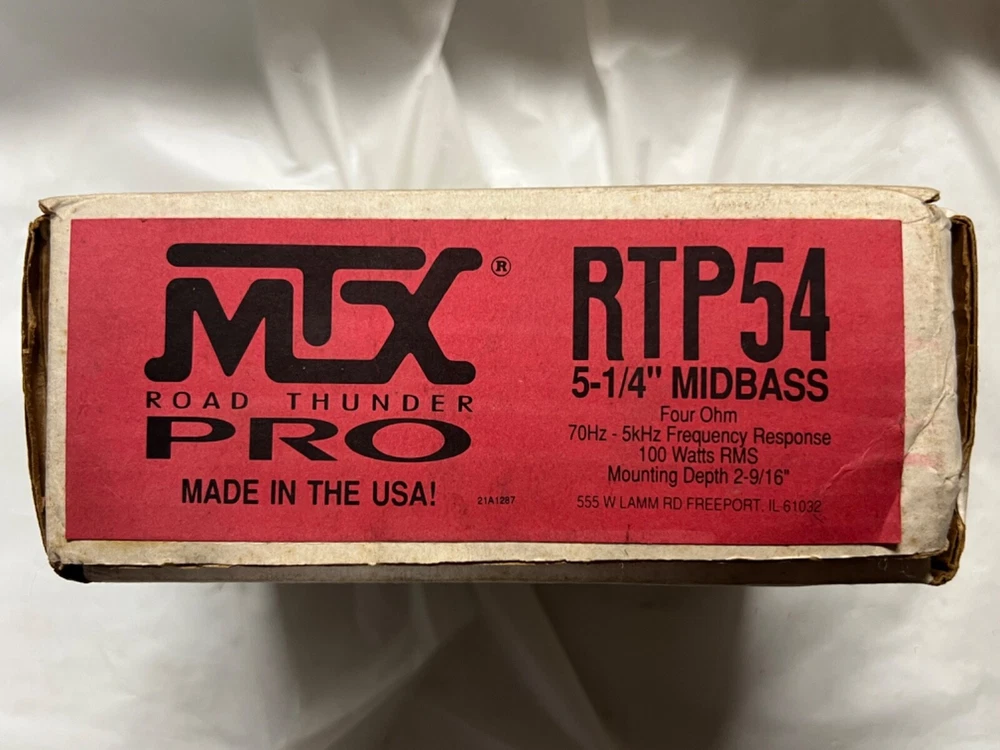 MTX®
ROAD THUNDER
PRO
MADE IN THE USA!
21A1287
RTP54
5-1/4" MIDBASS
Four Ohm
70Hz - 5kHz Frequency Response
100 Watts RMS
Mounting Depth 2-9/16"
555 W LAMM RD FREEPORT, IL 61032